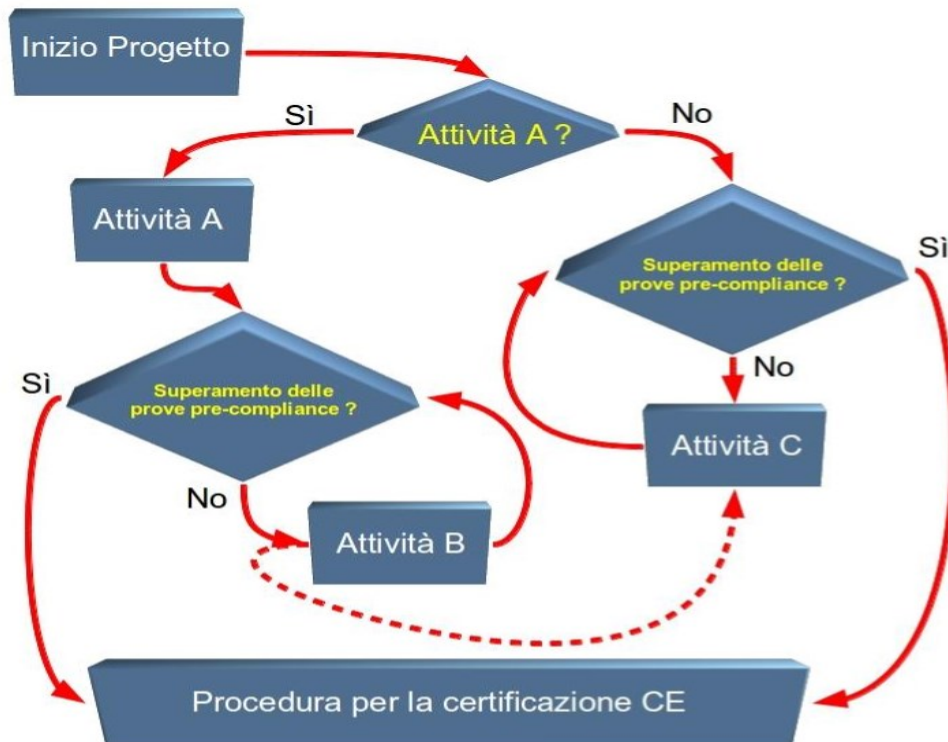 Inizio Progetto
Attività A ?
Sì
No
Attività A
Superamento delle
prove pre-compliance ?
Sì
Superamento delle
prove pre-compliance ?
Sì
No
Attività C
No
Attività B
Procedura per la certificazione CE